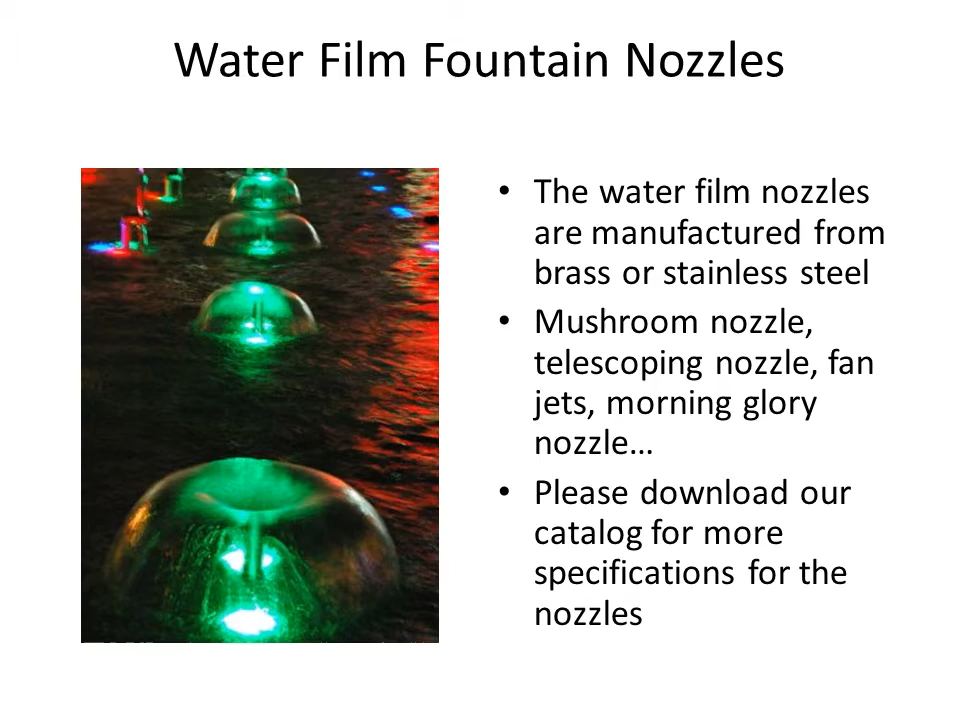 Water Film Fountain Nozzles
• The water film nozzles
are manufactured from
brass or stainless steel
• Mushroom nozzle,
telescoping nozzle, fan
jets, morning glory
nozzle…
• Please download our
catalog for more
specifications for the
nozzles